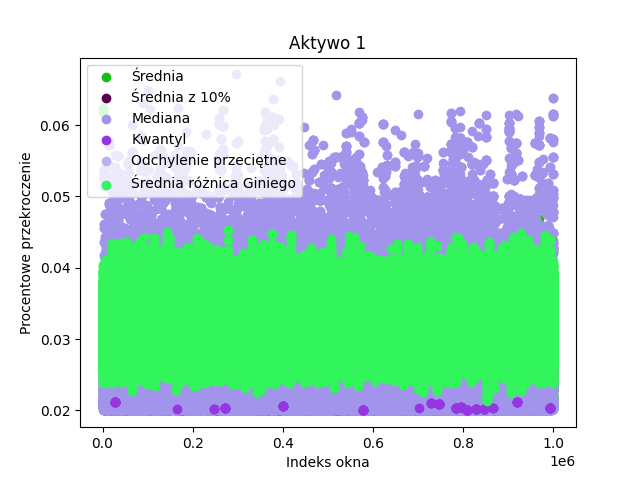 Aktywo 1
Procentowe przekroczenie
0.06
0.05
0.04
0.03
0.02
Średnia
Średnia z 10%
Mediana
Kwantyl
Odchylenie przeciętne
Średnia różnica Giniego
0.0 0.2 0.4 0.6 0.8 1.0
1e6
Indeks okna